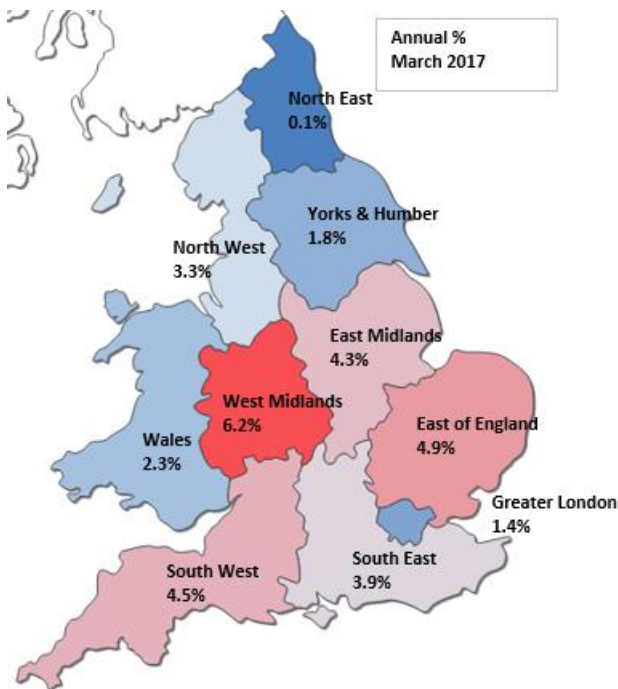 Annual %
March 2017
North East
0.1%
Yorks & Humber
1.8%
North West
3.3%
East Midlands
4.3%
West Midlands
6.2%
East of England
4.9%
Wales
2.3%
Greater London
1.4%
South East
3.9%
South West
4.5%